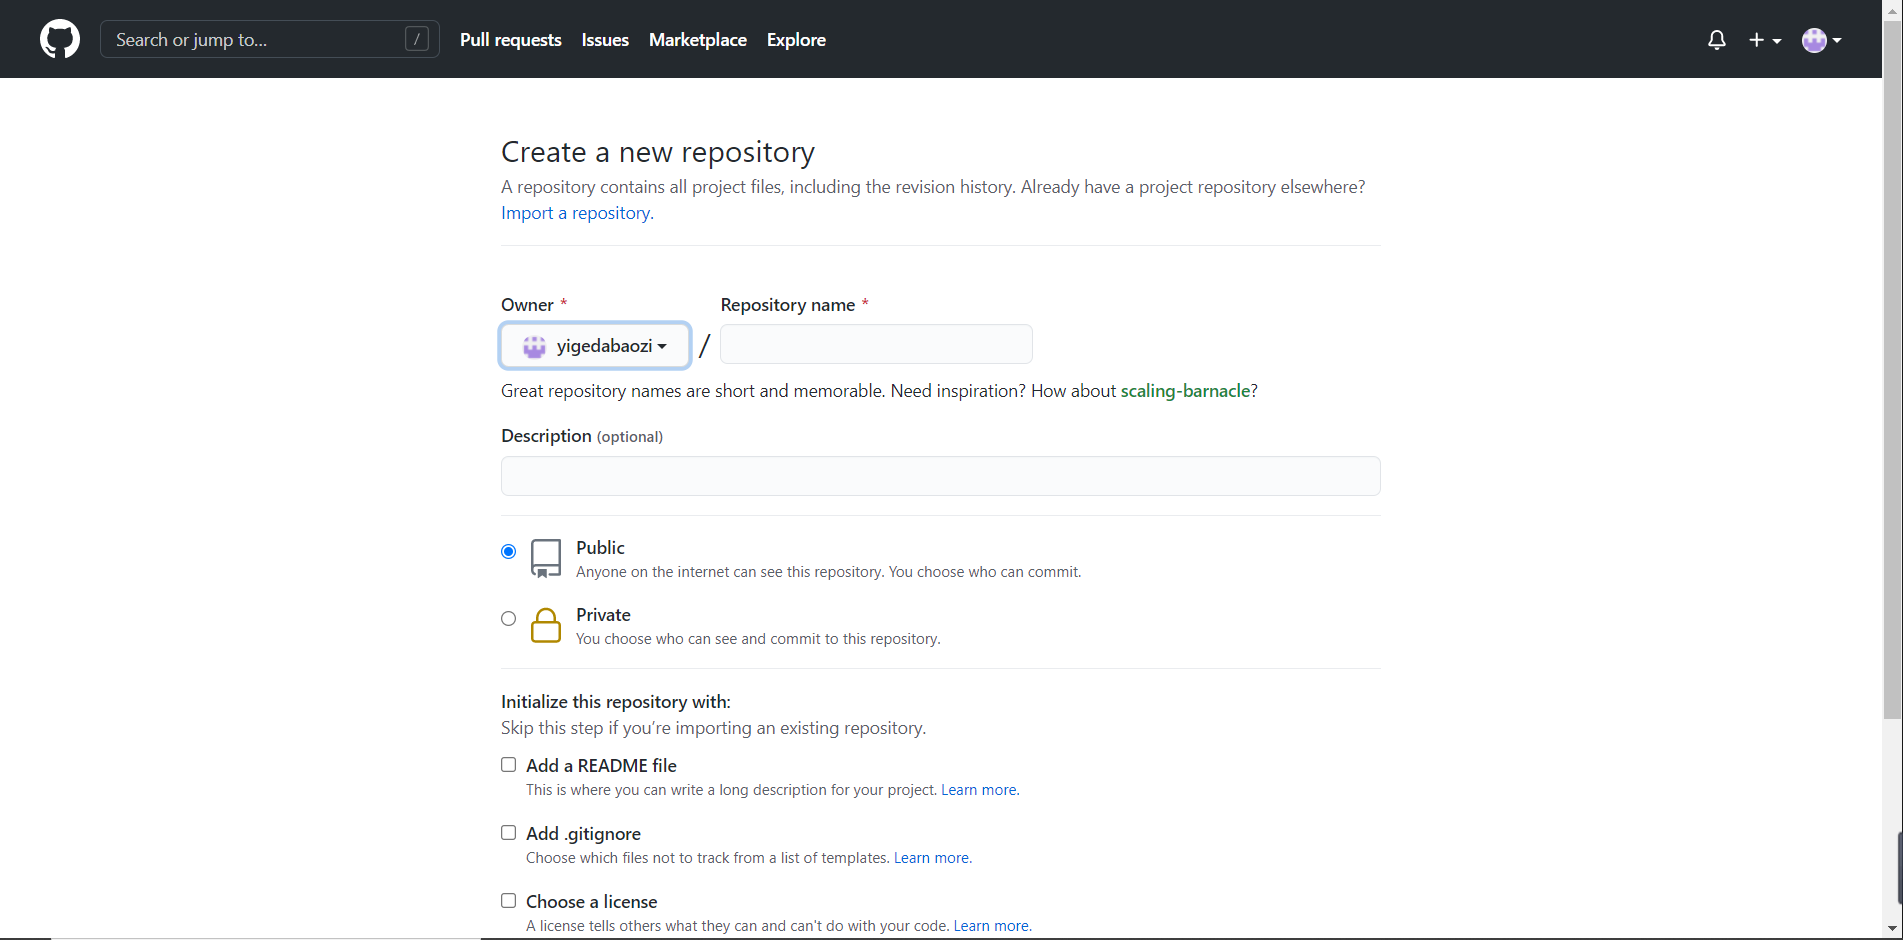 Search or jump to... /
Pull requests Issues Marketplace Explore
Create a new repository
A repository contains all project files, including the revision history. Already have a project repository elsewhere?
Import a repository.
Owner * Repository name *
yigedabaozi /
Great repository names are short and memorable. Need inspiration? How about scaling-barnacle?
Description (optional)
Public
Anyone on the internet can see this repository. You choose who can commit.
Private
You choose who can see and commit to this repository.
Initialize this repository with:
Skip this step if you’re importing an existing repository.
Add a README file
This is where you can write a long description for your project. Learn more.
Add .gitignore
Choose which files not to track from a list of templates. Learn more.
Choose a license
A license tells others what they can and can't do with your code. Learn more.